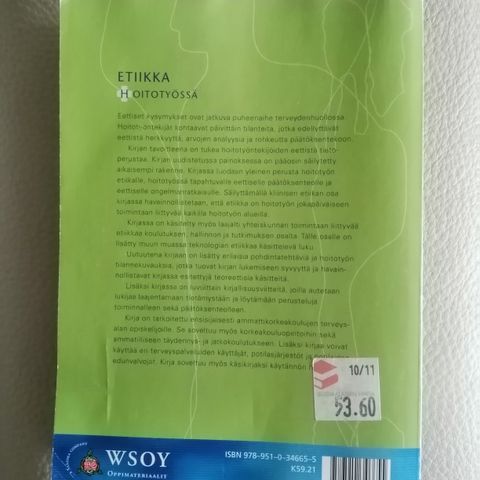 ETIIKKA
HOITOTYÖSSÄ
Eettiset kysymykset ovat jatkuva puheenaihe terveydenhuollossa.
Hoitotyöntekijät kohtaavat päivittäin tilanteita, jotka edellyttävät
eettistä herkkyyttä, arvojen analyysia ja rohkeutta päätöksentekoon.
Kirjan tavoitteena on tukea hoitotyöntekijöiden eettistä tieto-
perustaa. Kirjan uudistetussa painoksessa on pääosin säilytetty
aikaisempi rakenne. Kirjassa luodaan yleinen perusta hoitotyön
etiikalle, hoitotyössä tapahtuvalle eettiselle päätöksenteolle ja
eettiselle ongelmanratkaisulle. Säilyttämällä kliinisen etiikan osa
kirjassa havainnollistetaan, että etiikka on hoitotyön jokapäiväiseen
toimintaan liittyvää kaikilla hoitotyön alueilla.
Kirjassa on käsitelty myös laajalti yhteiskunnan toimintaan liittyvää
etiikkaa koulutuksen, hallinnon ja tutkimuksen osalta. Tälle osalle on
lisätty muun muassa teknologian etiikkaa käsittelevä luku.
Uutuutena kirjaan on lisätty erilaisia pohdintatehtäviä ja hoitotyön
tilannekuvauksia, jotka tuovat kirjan lukemiseen syvyyttä ja havain-
nollistavat kirjassa esitettyjä teoreettisia käsitteitä.
Lisäksi kirjassa on luvuittain kirjallisuusviitteitä, joilla autetaan
lukijaa laajentamaan tietämystään ja löytämään perusteluja
toiminnalleen sekä päätöksenteolleen.
Kirja on tarkoitettu ensisijaisesti ammattikorkeakoulujen terveys-
alan opiskelijoille. Se soveltuu myös korkeakouluopintoihin sekä
ammatilliseen täydennys- ja jatkokoulutukseen. Lisäksi kirjaa voivat
käyttää eri terveyspalveluiden käyttäjät, potilasjärjestöt ja
edunvalvojat. Kirja soveltuu myös käsikirjaksi käytännön
10/11
53.60
WSOY
OPPIMATERIAALIT
ISBN 978-951-0-34665-5
K59.21